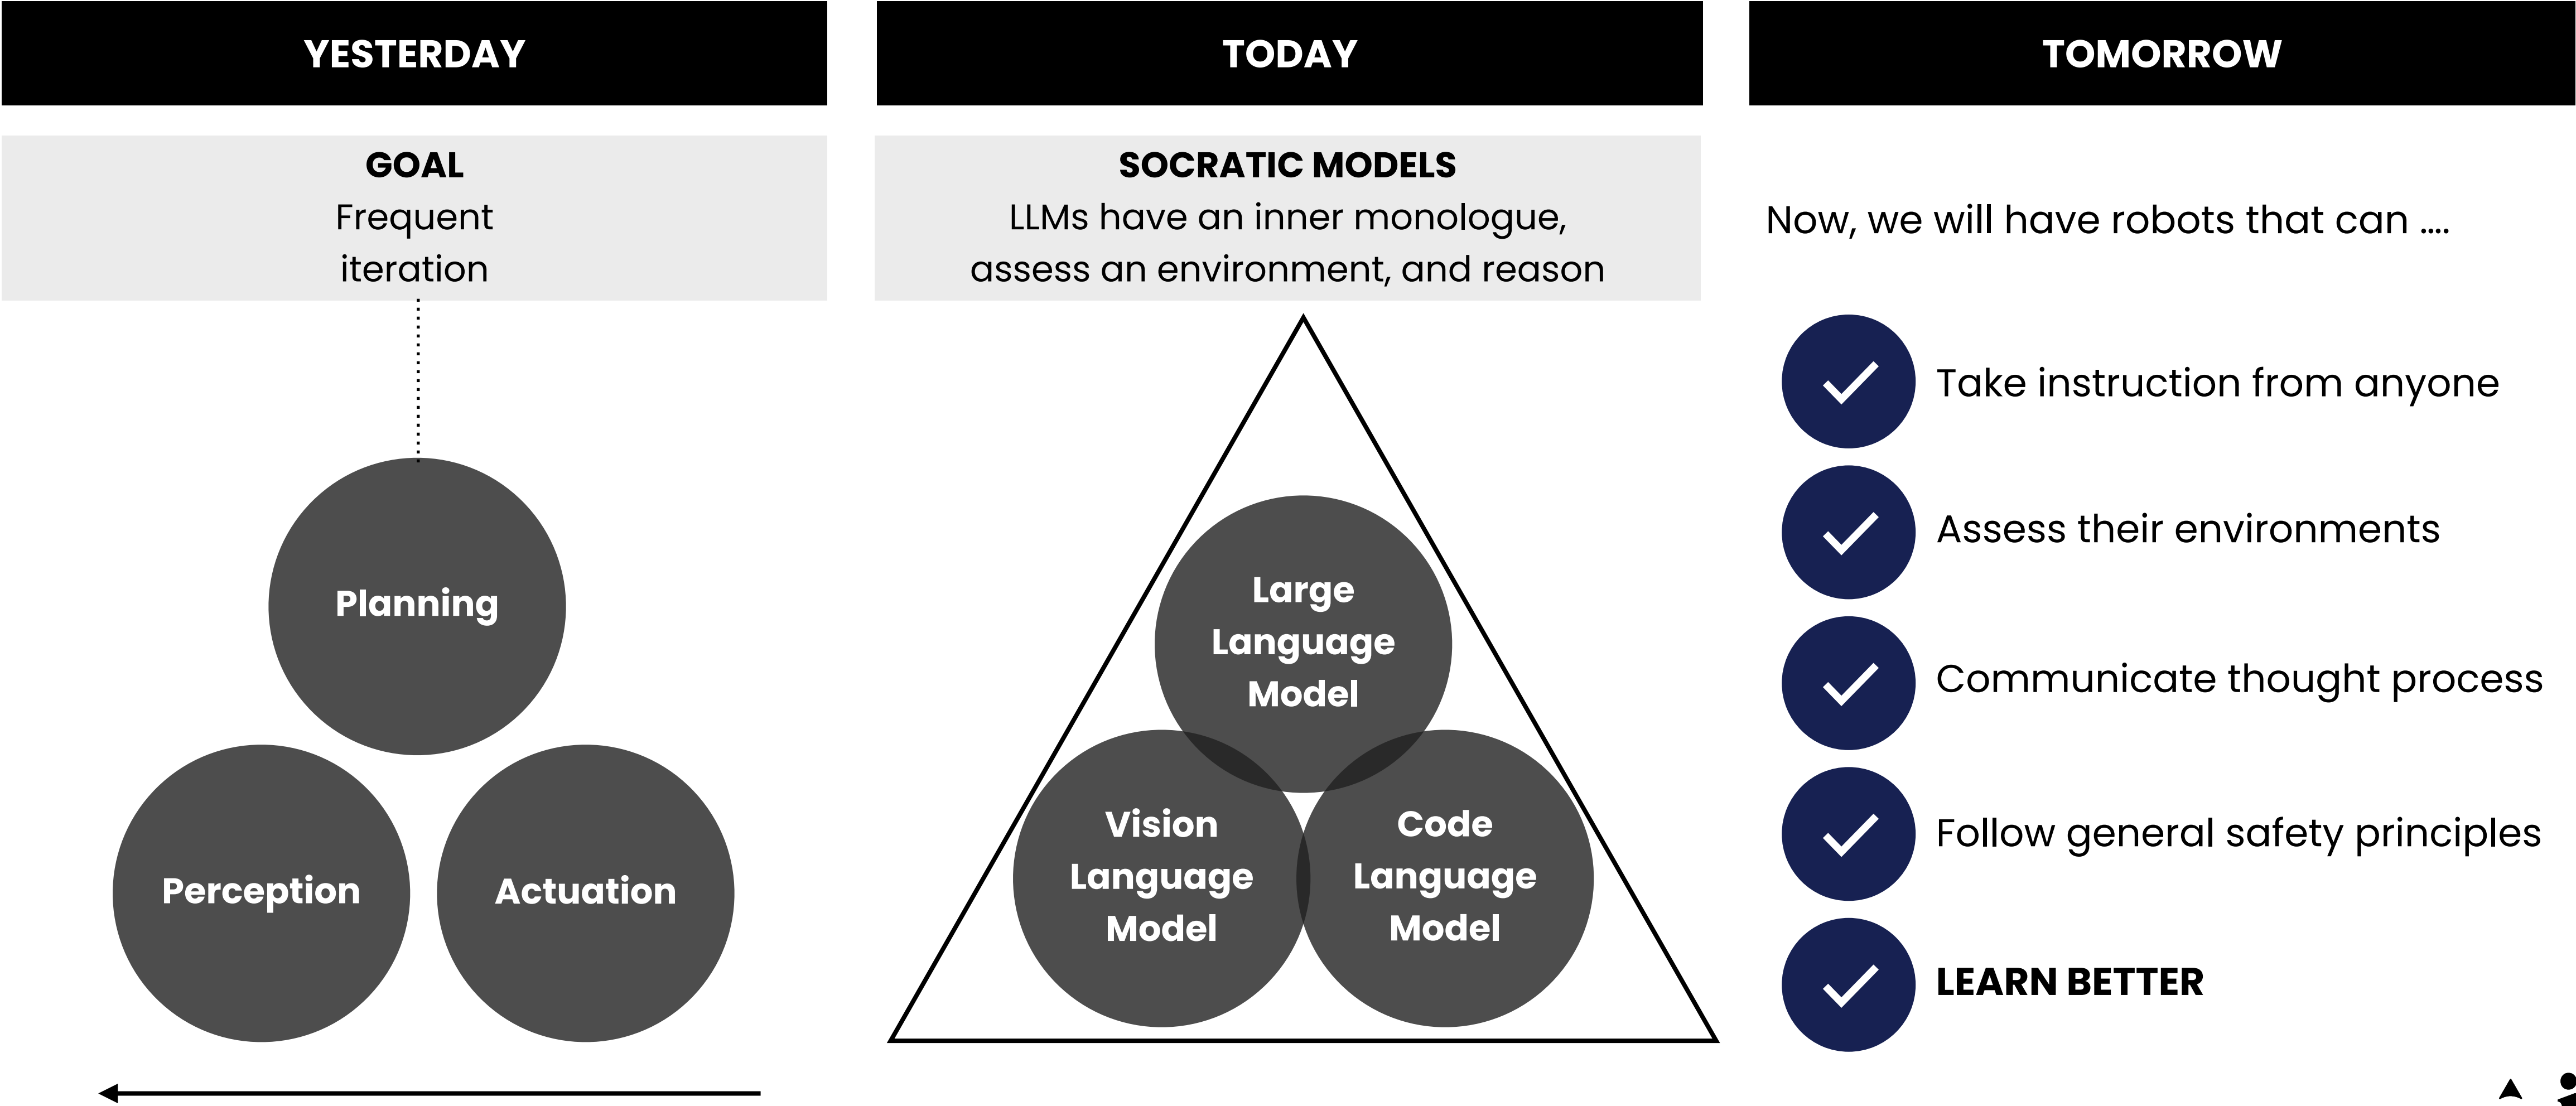 YESTERDAY
GOAL
Frequent
iteration
Planning
Perception
Actuation
TODAY
SOCRATIC MODELS
LLMs have an inner monologue,
assess an environment, and reason
Large
Language
Model
Vision
Language
Model
Code
Language
Model
TOMORROW
Now, we will have robots that can ....
Take instruction from anyone
Assess their environments
Communicate thought process
Follow general safety principles
LEARN BETTER